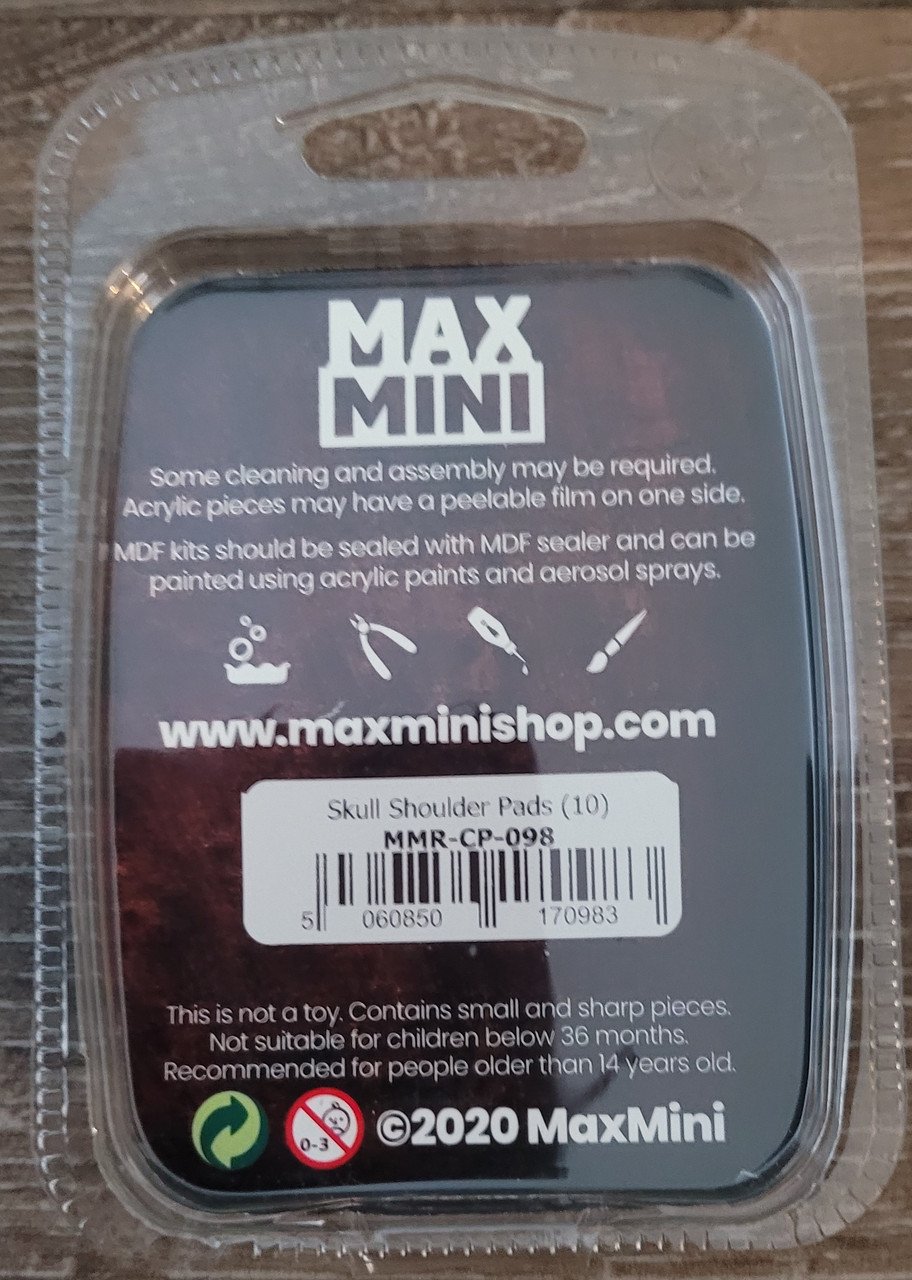 MAX
MINI
Some cleaning and assembly may be required.
Acrylic pieces may have a peelable film on one side.
MDF kits should be sealed with MDF sealer and can be
painted using acrylic paints and aerosol sprays.
www.maxminishop.com
Skull Shoulder Pads (10)
MMR-CP-098
5 060850 170983
This is not a toy. Contains small and sharp pieces.
Not suitable for children below 36 months.
Recommended for people older than 14 years old.
0-3
©2020 MaxMini